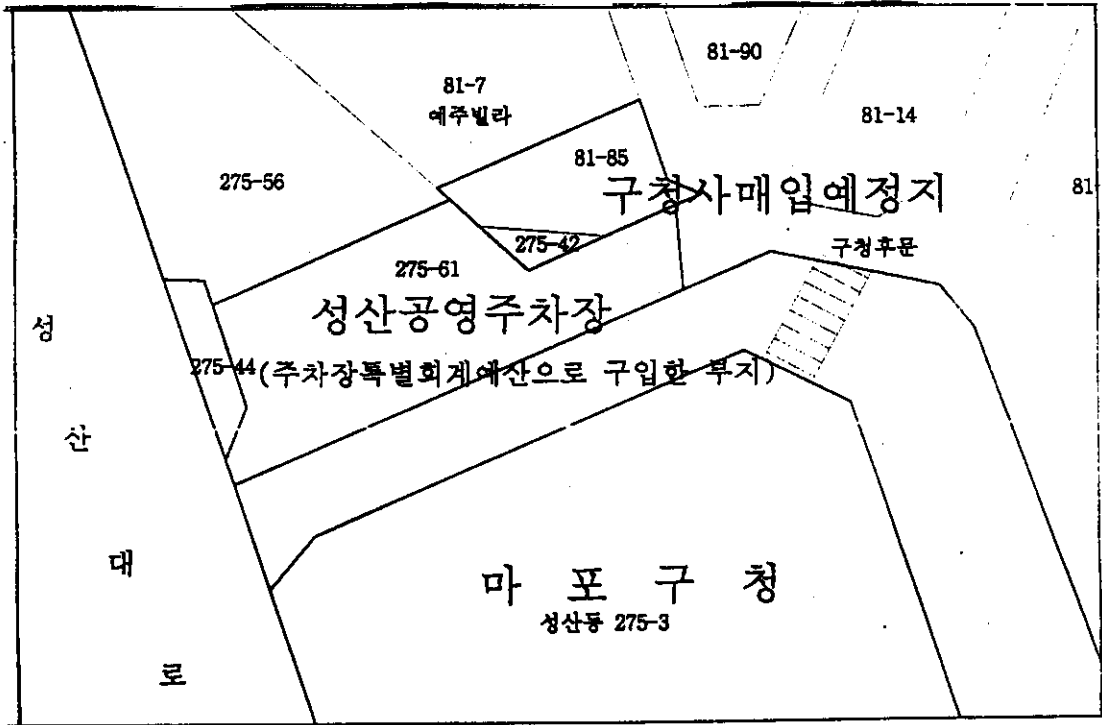 81-90
81-7
예주빌라
81-14
81-85
275-56
구청사매입예정지
81-
275-42
구청후문
275-61
성산공영주차장
275-44
(주차장특별회계예산으로 구입한 부지)
성산대로
마포구청
성산동 275-3